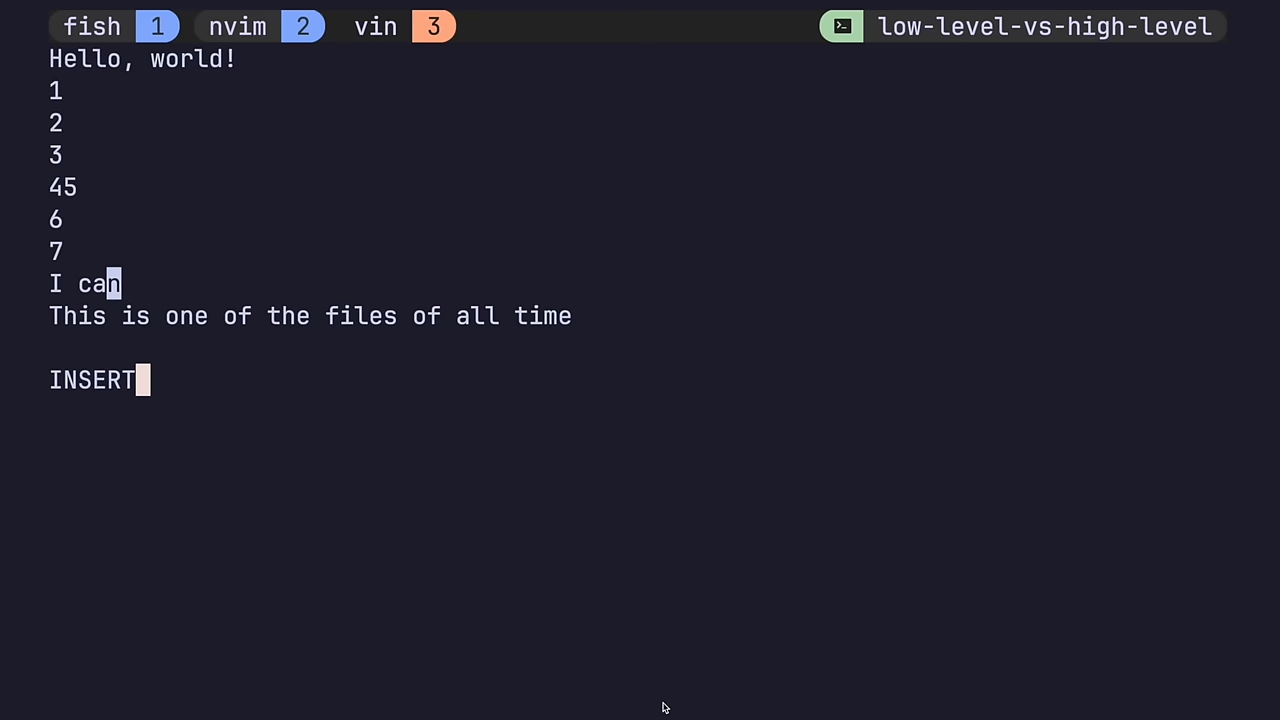 fish 1 nvim 2 vin 3 low-level-vs-high-level
Hello, world!
1
2
3
45
6
7
I can
This is one of the files of all time
INSERT